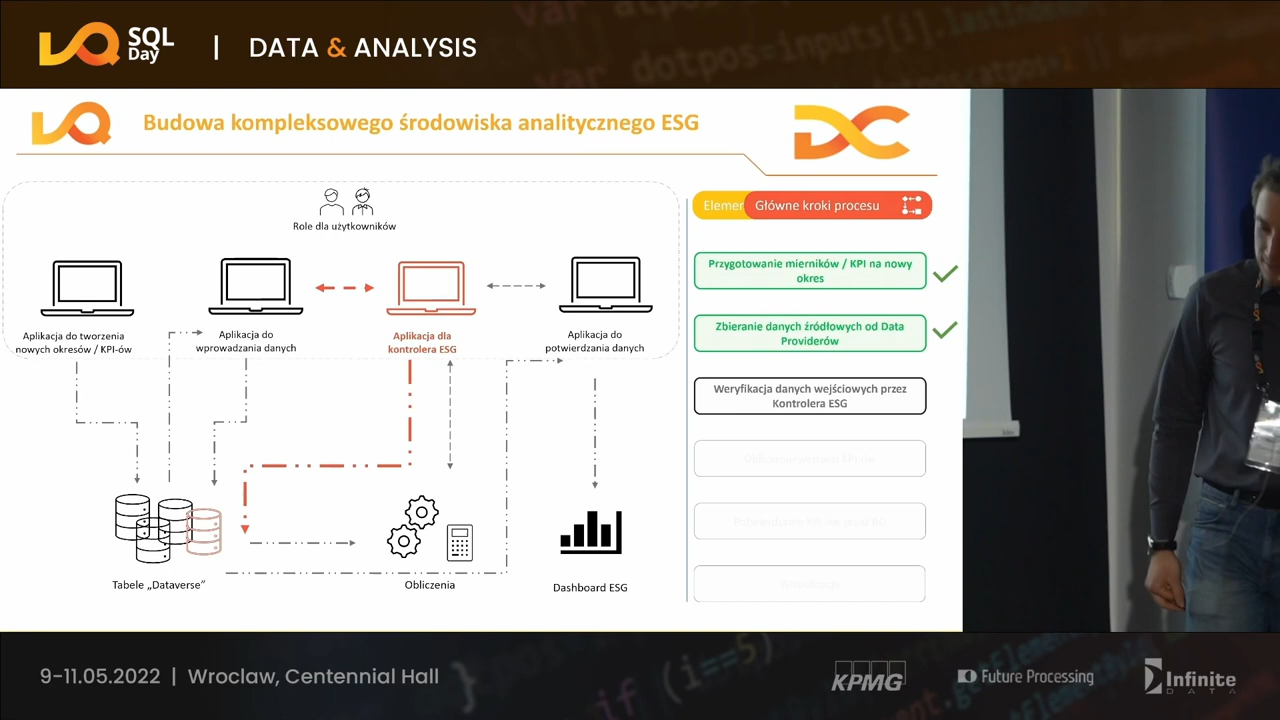 SQL
Day
| DATA & ANALYSIS
Budowa kompleksowego środowiska analitycznego ESG
Role dla użytkowników
Aplikacja do tworzenia
nowych okresów / KPI-ów
Aplikacja do
wprowadzania danych
Aplikacja dla
kontrolera ESG
Aplikacja do
potwierdzania danych
Tabele „Dataverse”
Obliczenia
Dashboard ESG
Elemer
Główne kroki procesu
Przygotowanie mierników / KPI na nowy
okres
Zbieranie danych źródłowych od Data
Providerów
Weryfikacja danych wejściowych przez
Kontrolera ESG
9-11.05.2022 | Wroclaw, Centennial Hall
KPMG
Future Processing
Infinite
DATA